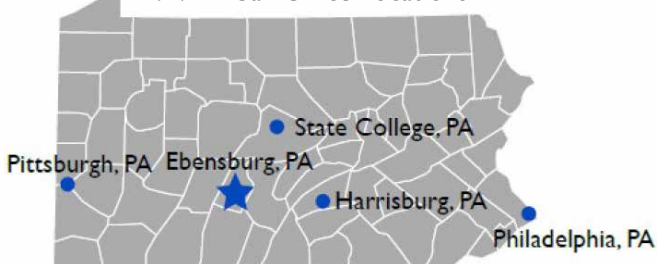 State College, PA
Pittsburgh, PA Ebensburg, PA
Harrisburg, PA
Philadelphia, PA